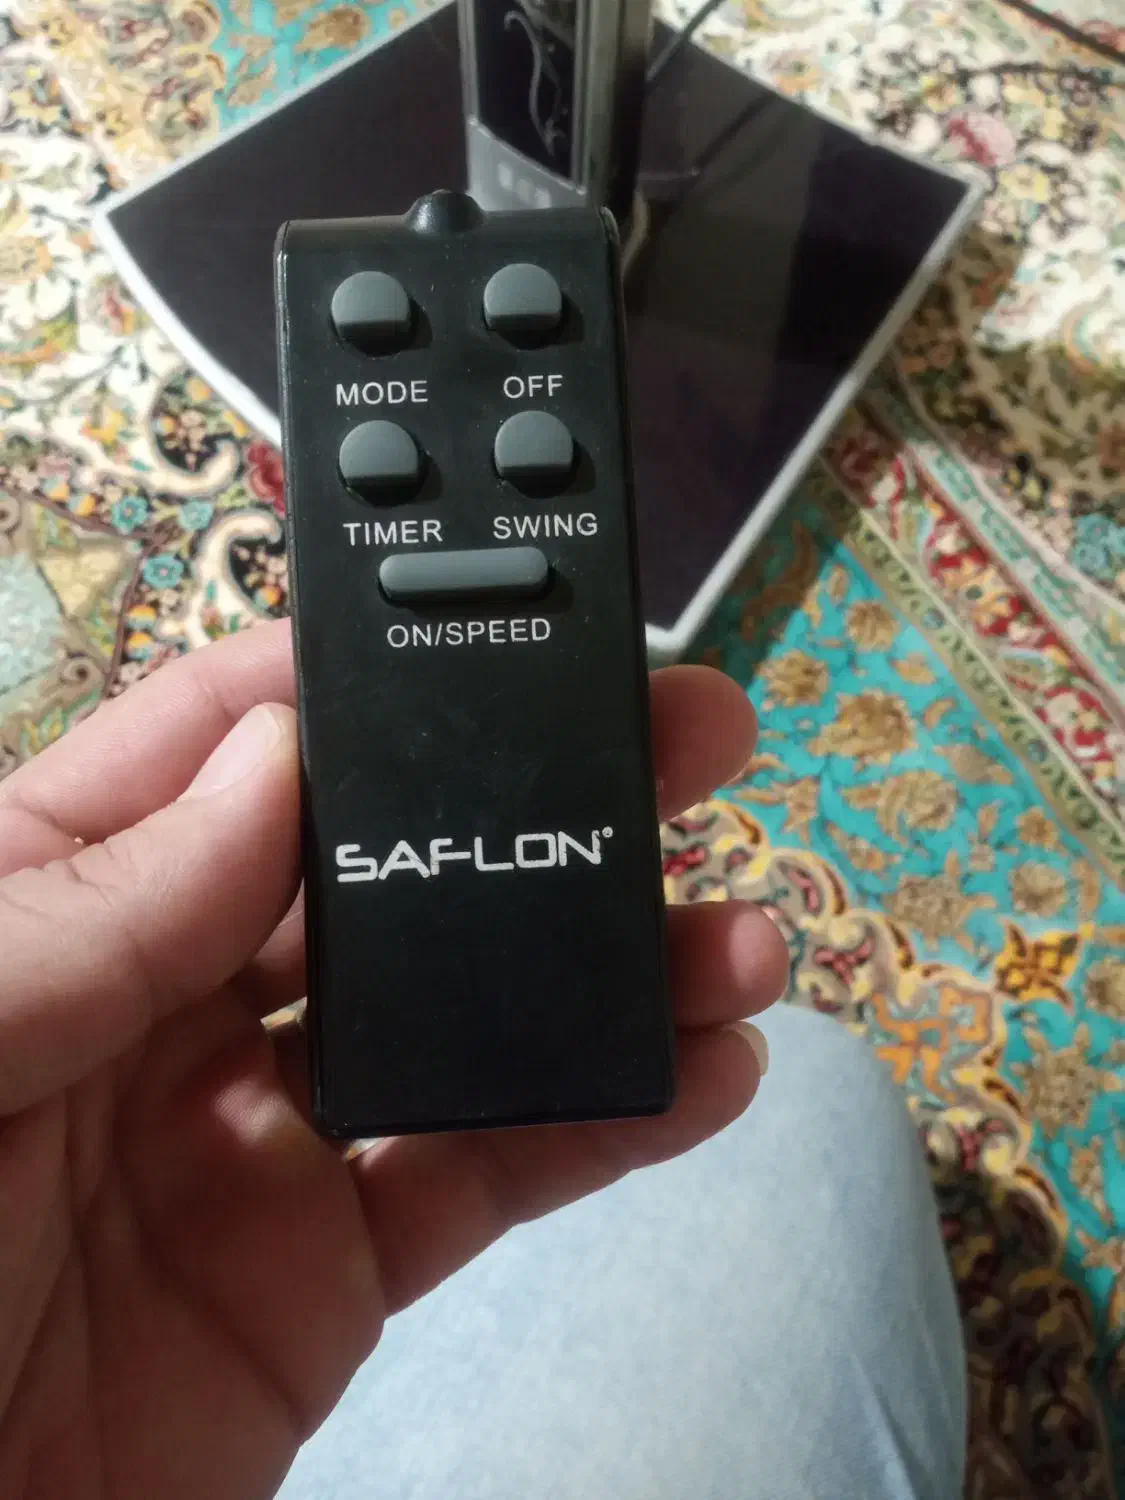 MODE OFF
TIMER SWING
ON/SPEED
SAFLON®